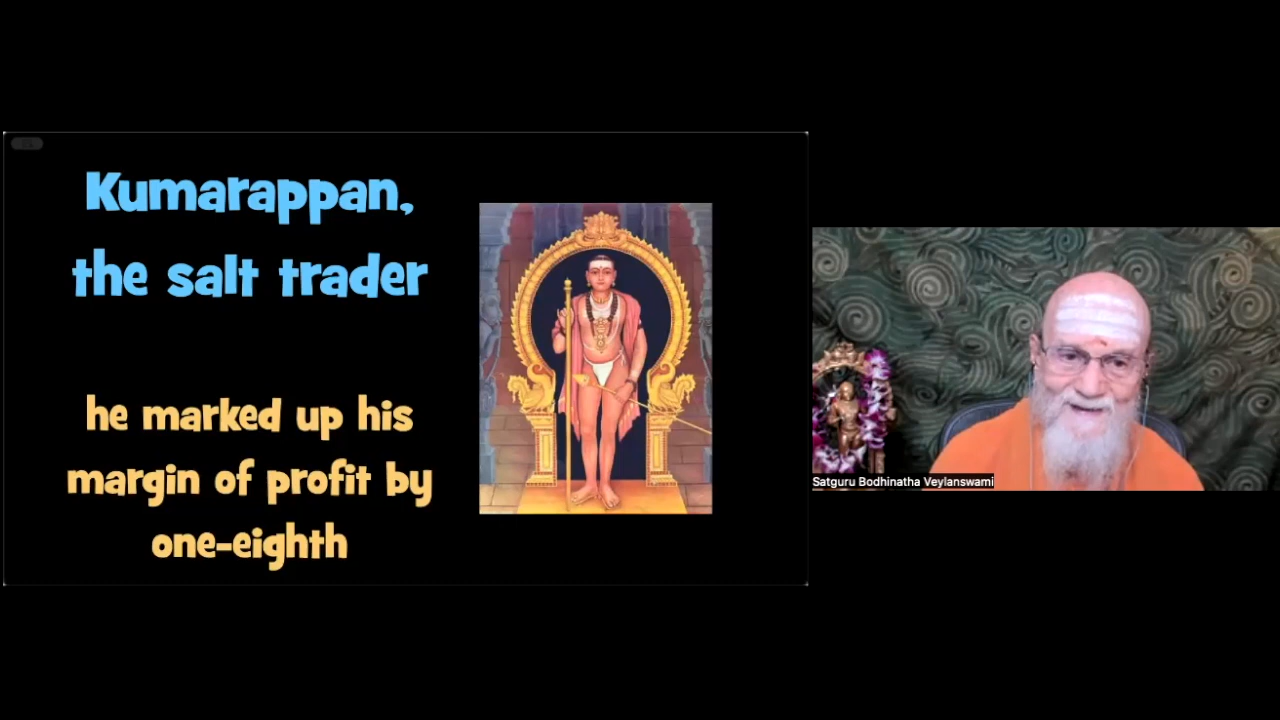 Kumarappan,
the salt trader
he marked up his
margin of profit by
one-eighth
Satguru Bodhinatha Veylanswami